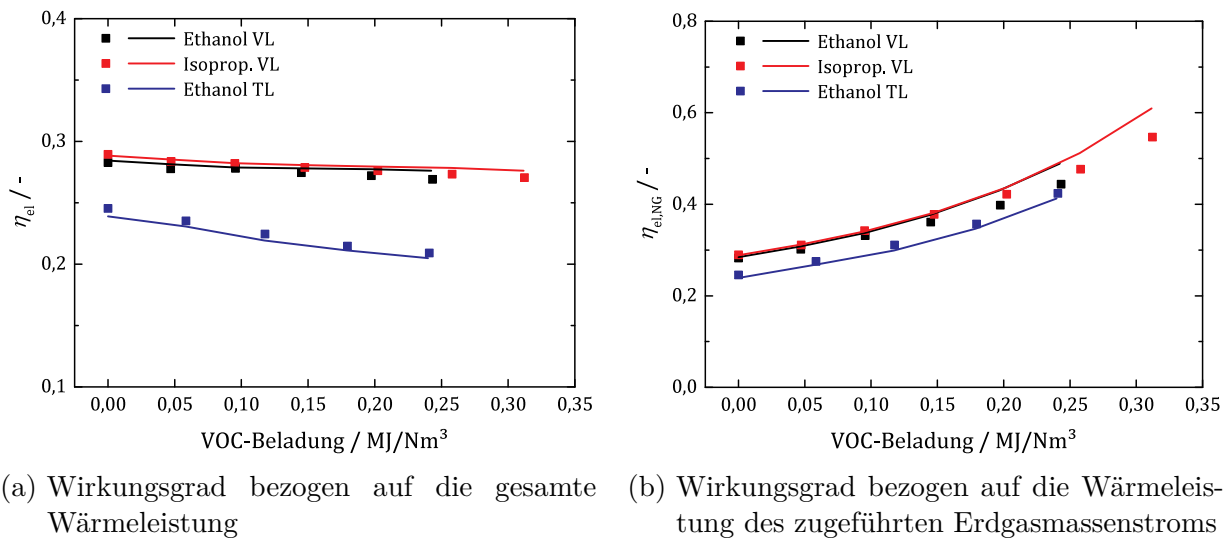 0,4
Ethanol VL
Isoprop. VL
Ethanol TL
0,3
0,2
0,1
η_el / -
0,00 0,05 0,10 0,15 0,20 0,25 0,30 0,35
VOC-Beladung / MJ/Nm³
(a) Wirkungsgrad bezogen auf die gesamte
Wärmeleistung
0,8
Ethanol VL
Isoprop. VL
Ethanol TL
0,6
0,4
0,2
0,0
η_el,NG / -
0,00 0,05 0,10 0,15 0,20 0,25 0,30 0,35
VOC-Beladung / MJ/Nm³
(b) Wirkungsgrad bezogen auf die Wärmeleis-
tung des zugeführten Erdgasmassenstroms